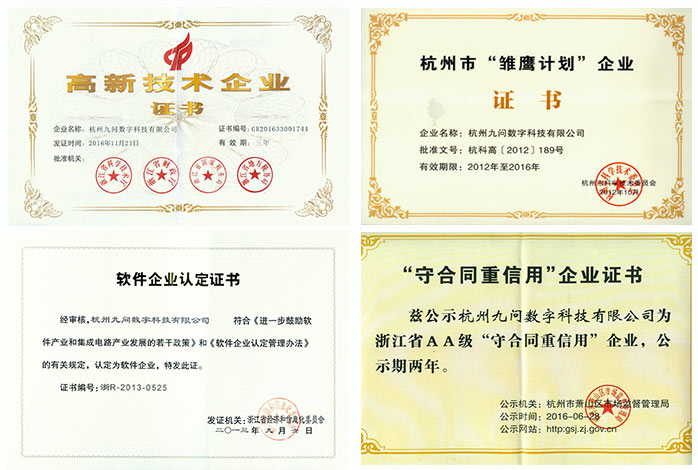 高新技术企业
证书
企业名称：杭州九问数字科技有限公司
证书编号：GR201633001744
发证时间：2016年11月21日
有 效 期：三年
批准机关：
杭州市“雏鹰计划”企业
证 书
企业名称：杭州九问数字科技有限公司
批准文号：杭科高〔2012〕189号
有效期限：2012年至2016年
杭州市科学技术委员会
2012年10月
软件企业认定证书
经审核，杭州九问数字科技有限公司 符合《进一步鼓励软
件产业和集成电路产业发展的若干政策》和《软件企业认定管理办法》
的有关规定，认定为软件企业，特发此证。
证书编号：浙R-2013-0525
发证机关：浙江省经济和信息化委员会
二〇一三年九月六日
“守合同重信用”企业证书
兹公示杭州九问数字科技有限公司为
浙江省AA级“守合同重信用”企业，公
示期两年。
公示机关：杭州市萧山区市场监督管理局
公示时间：2016-06-28
公示网站：http:gsj.zj.gov.cn